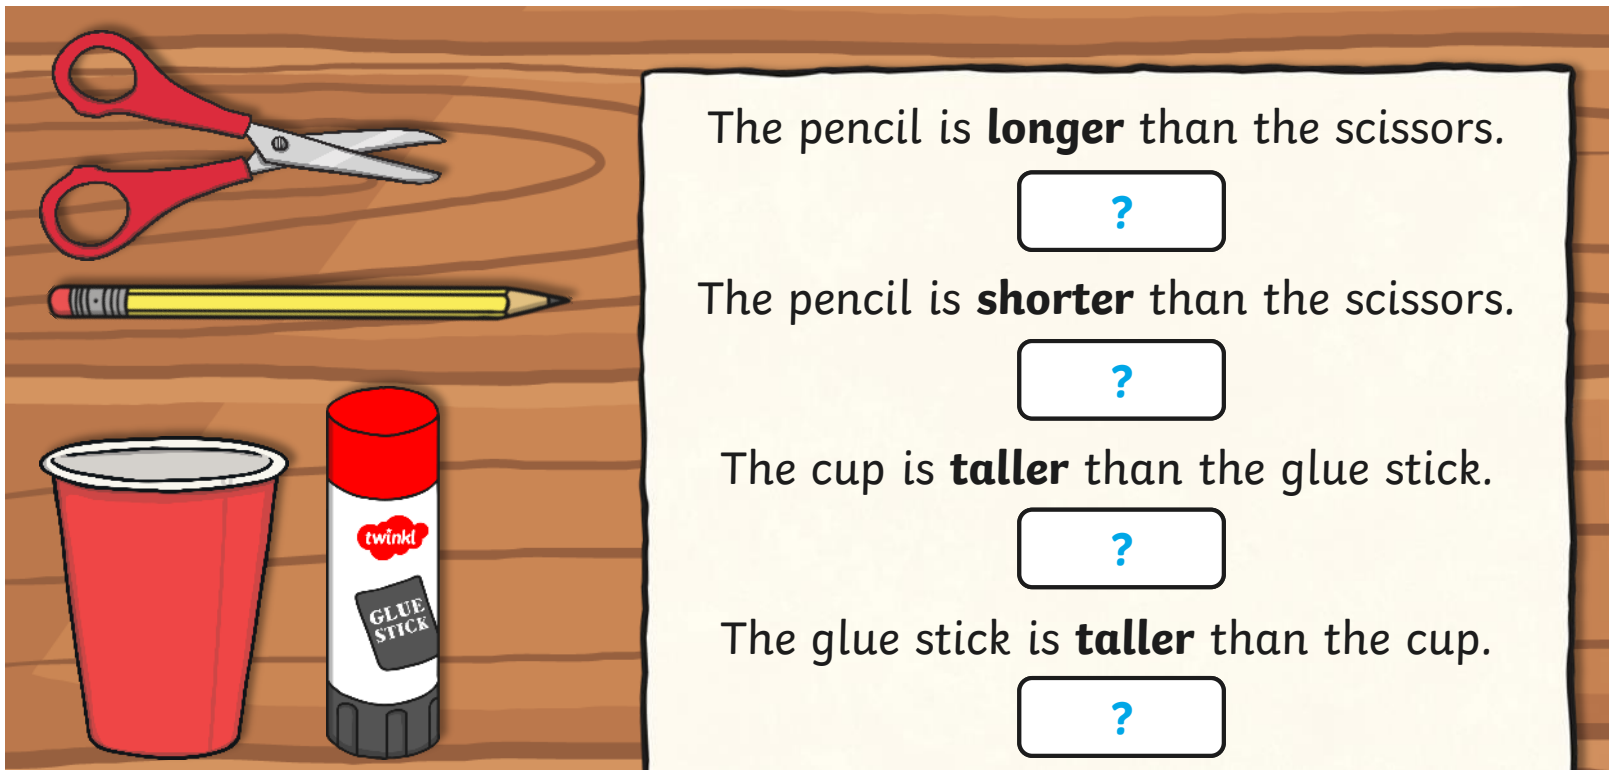 The pencil is longer than the scissors.
?
The pencil is shorter than the scissors.
?
The cup is taller than the glue stick.
?
The glue stick is taller than the cup.
?
twinkl
GLUE
STICK